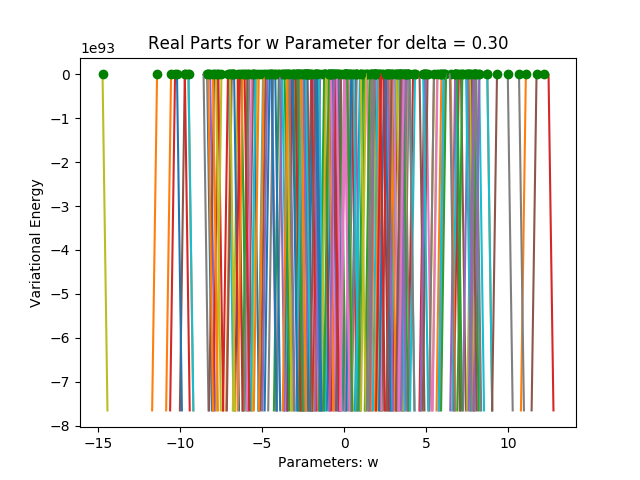 Real Parts for w Parameter for delta = 0.30
1e93
0
−1
−2
−3
−4
−5
−6
−7
−8
Variational Energy
−15 −10 −5 0 5 10
Parameters: w